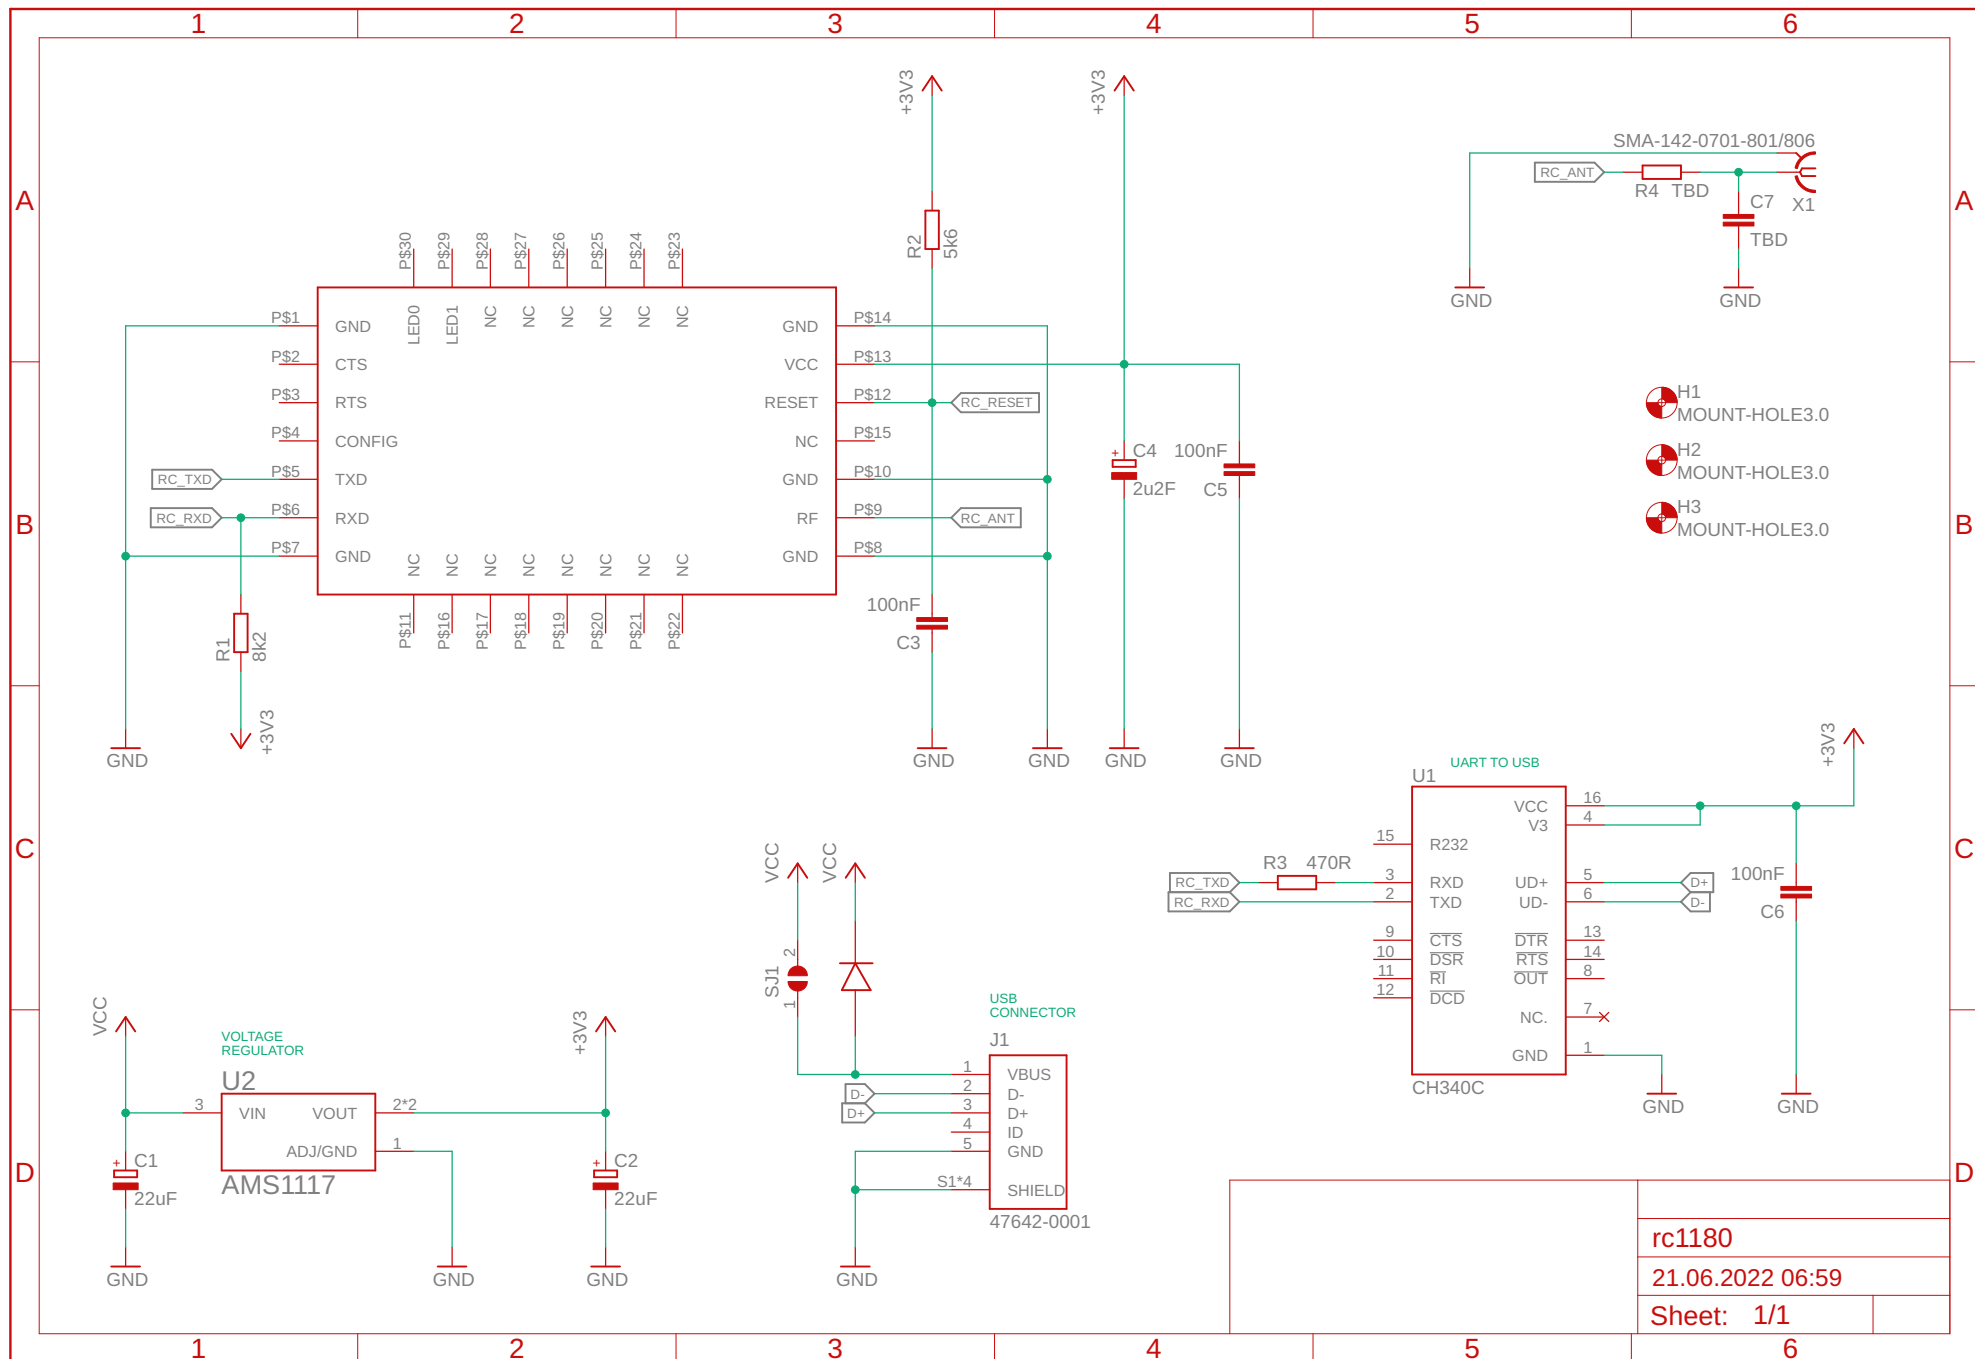 1 2 3 4 5 6
A A
B B
C C
D D
1 2 3 4 5 6
+3V3
+3V3
R2
5k6
SMA-142-0701-801/806
RC_ANT
R4 TBD
X1
C7
TBD
GND
GND
P$30 P$29 P$28 P$27 P$26 P$25 P$24 P$23
LED0 LED1 NC NC NC NC NC NC
P$1 GND
P$2 CTS
P$3 RTS
P$4 CONFIG
RC_TXD P$5 TXD
RC_RXD P$6 RXD
P$7 GND
GND P$14
VCC P$13
RESET P$12 RC_RESET
NC P$15
GND P$10
RF P$9 RC_ANT
GND P$8
NC NC NC NC NC NC NC NC
P$11 P$16 P$17 P$18 P$19 P$20 P$21 P$22
R1
8k2
+3V3
GND
100nF
C3
GND
GND
+ C4
2u2F
GND
100nF
C5
GND
H1
MOUNT-HOLE3.0
H2
MOUNT-HOLE3.0
H3
MOUNT-HOLE3.0
UART TO USB
U1
+3V3
VCC 16
V3 4
15 R232
R3 470R
RC_TXD 3 RXD
RC_RXD 2 TXD
UD+ 5 D+
UD- 6 D-
9 CTS
10 DSR
11 RI
12 DCD
DTR 13
RTS 14
OUT 8
NC. 7
GND 1
CH340C
GND
100nF
C6
GND
VCC
VCC
SJ1
2
1
USB
CONNECTOR
J1
1 VBUS
D- 2 D-
D+ 3 D+
4 ID
5 GND
S1*4 SHIELD
47642-0001
GND
VCC
VOLTAGE
REGULATOR
U2
+3V3
3 VIN VOUT 2*2
ADJ/GND 1
AMS1117
+ C1
22uF
+ C2
22uF
GND
GND
GND
rc1180
21.06.2022 06:59
Sheet: 1/1